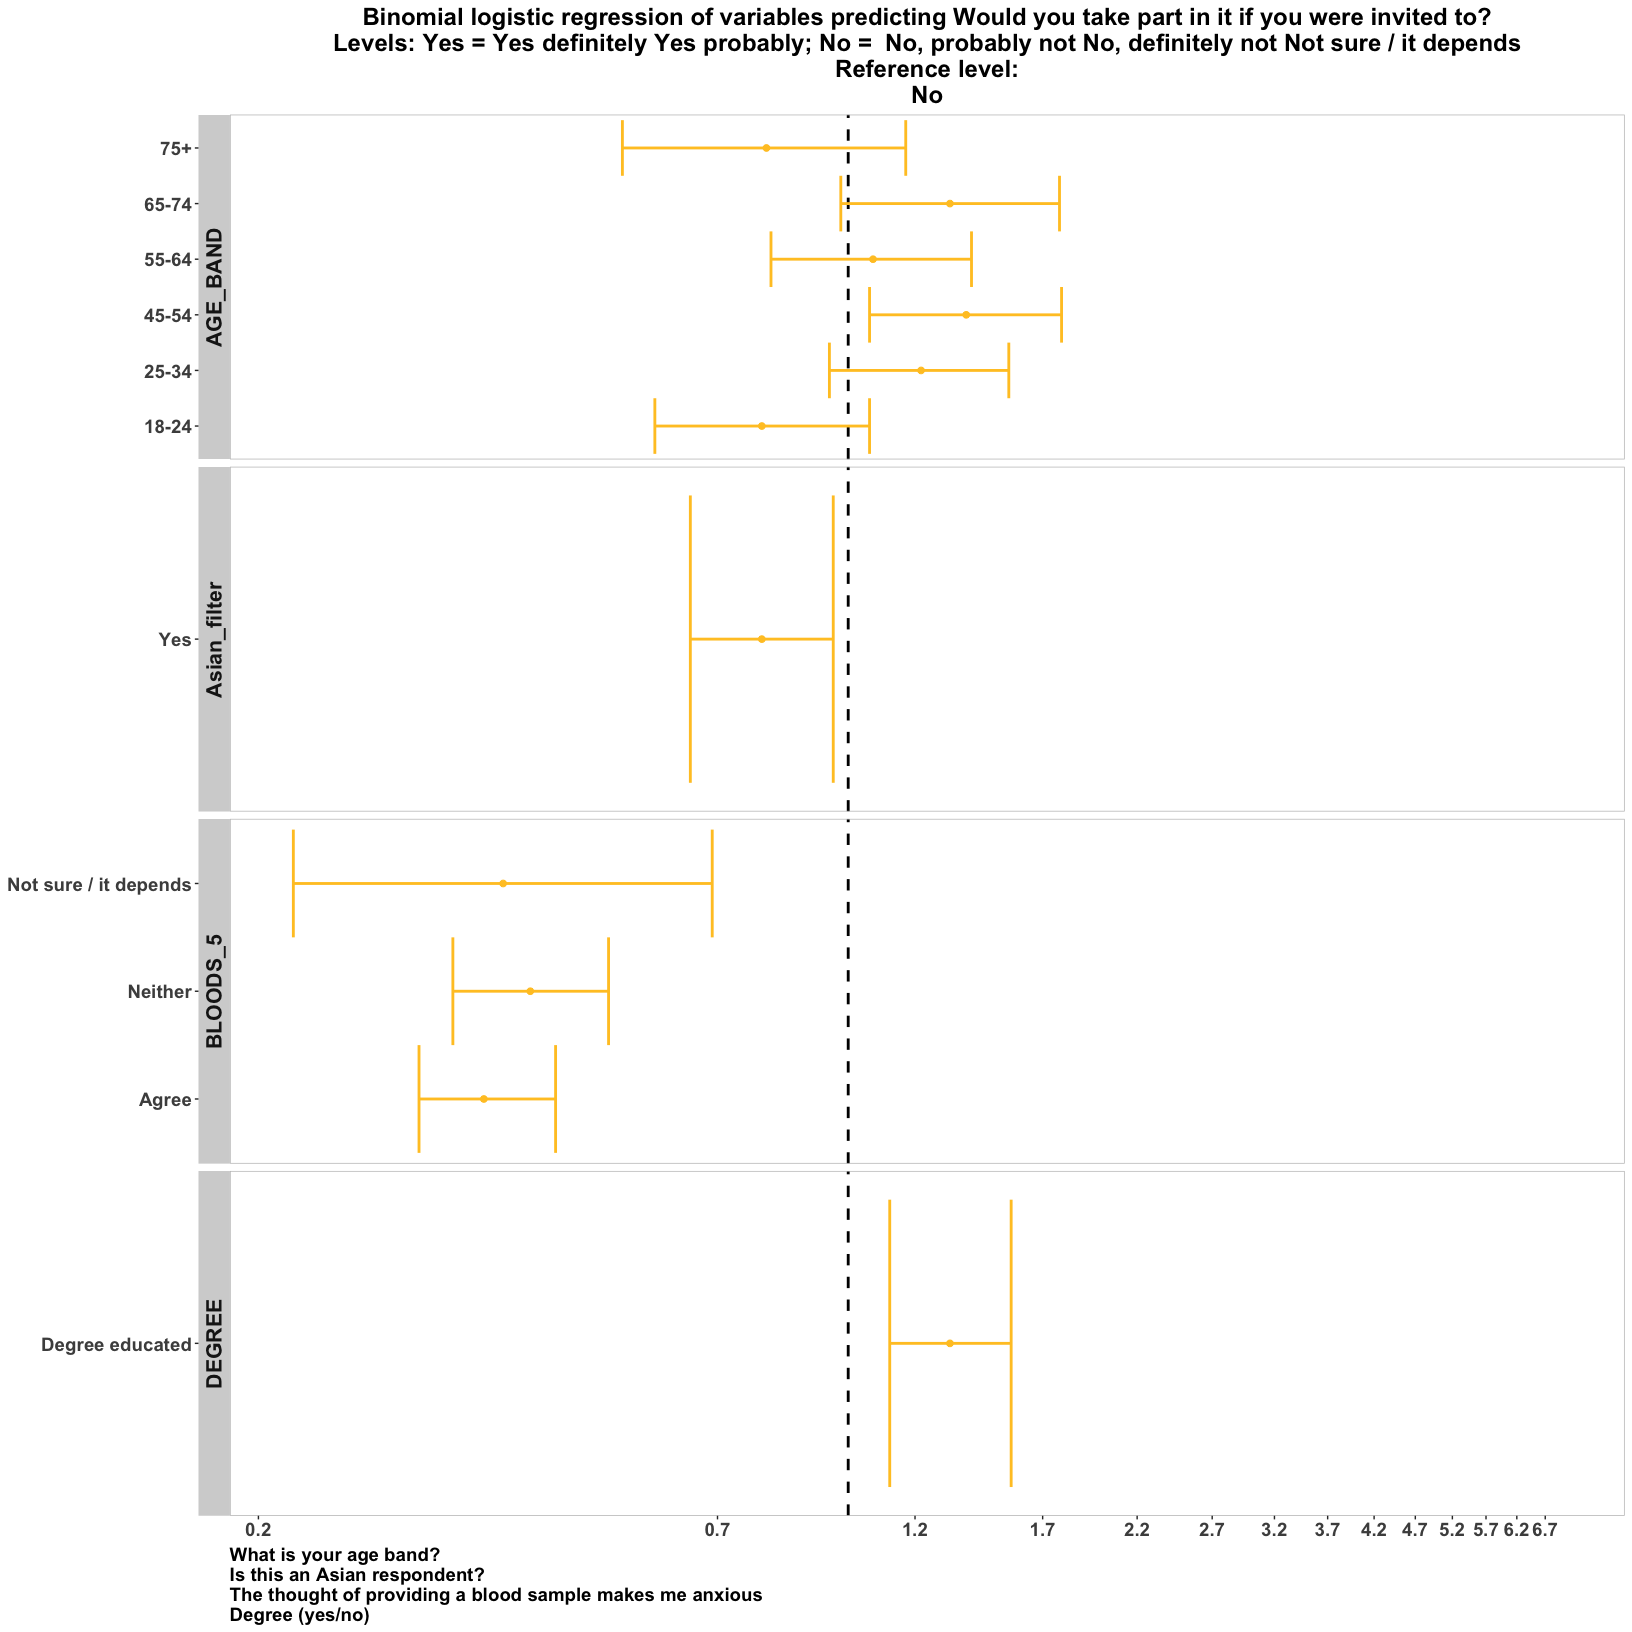 Binomial logistic regression of variables predicting Would you take part in it if you were invited to?
Levels: Yes = Yes definitely Yes probably; No =  No, probably not No, definitely not Not sure / it depends
Reference level:
No
AGE_BAND
75+
65-74
55-64
45-54
25-34
18-24
Asian_filter
Yes
BLOODS_5
Not sure / it depends
Neither
Agree
DEGREE
Degree educated
0.2 0.7 1.2 1.7 2.2 2.7 3.2 3.7 4.2 4.7 5.2 5.7 6.2 6.7
What is your age band?
Is this an Asian respondent?
The thought of providing a blood sample makes me anxious
Degree (yes/no)